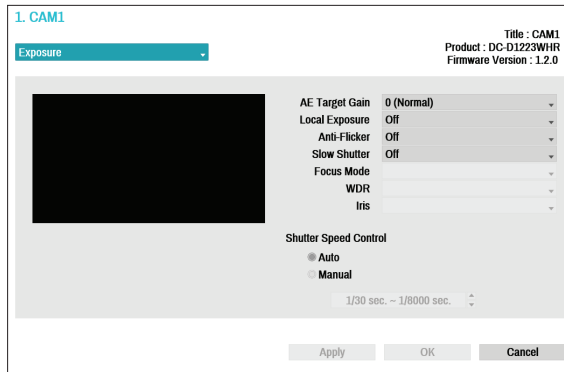 1. CAM1
Title : CAM1
Exposure
Product : DC-D1223WHR
Firmware Version : 1.2.0
AE Target Gain 0 (Normal)
Local Exposure Off
Anti-Flicker Off
Slow Shutter Off
Focus Mode
WDR
Iris
Shutter Speed Control
Auto
Manual
1/30 sec. ~ 1/8000 sec.
Apply OK Cancel